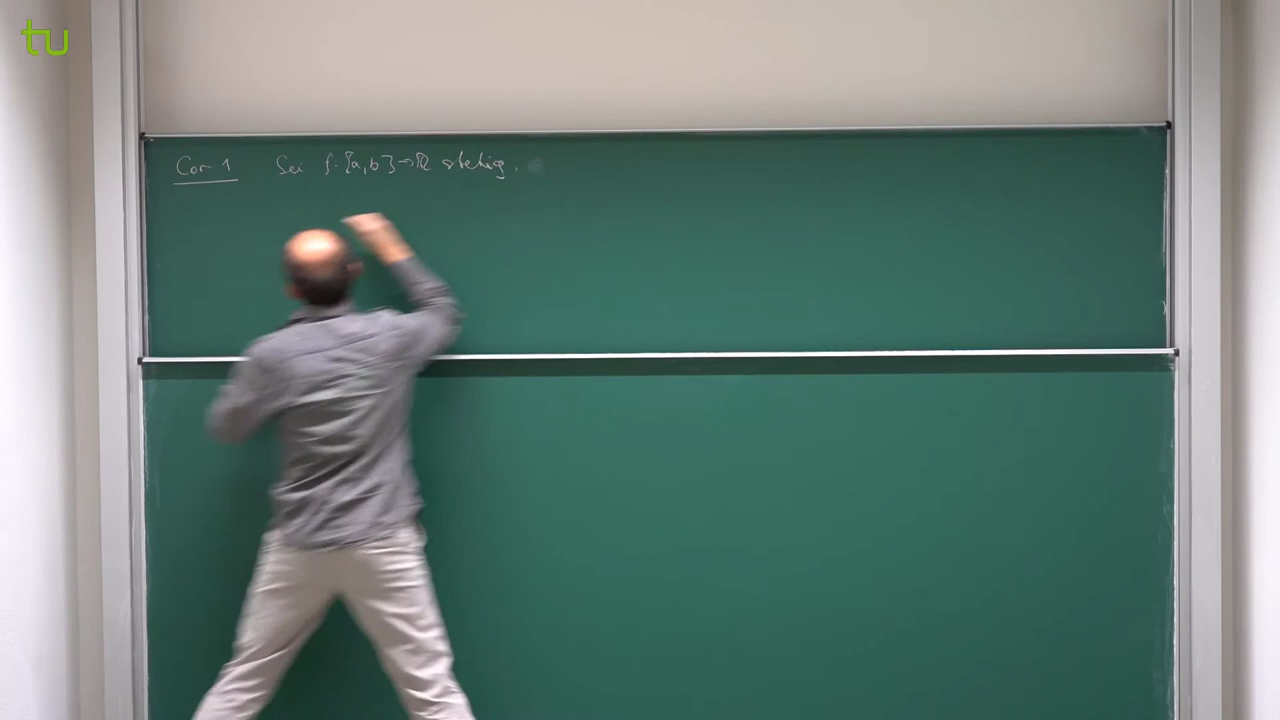 tu
Cor 1 Sei f: [a,b] → ℝ stetig.